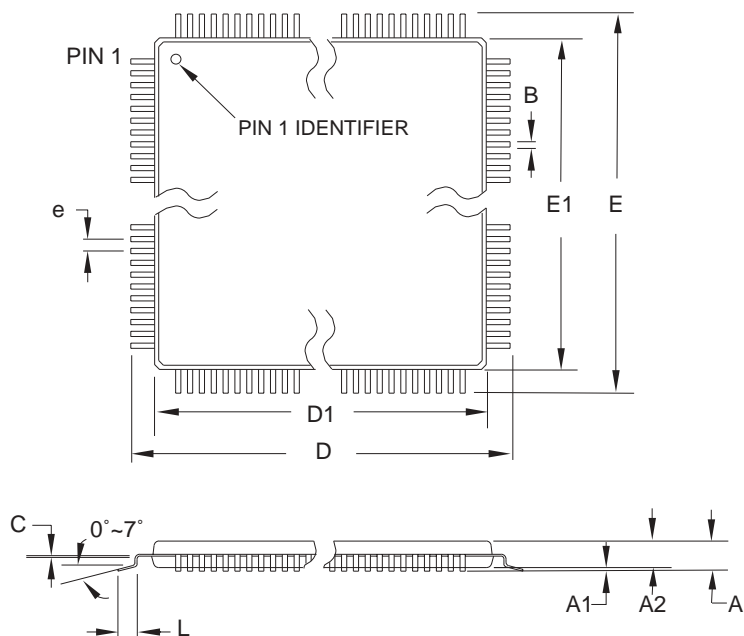 PIN 1
PIN 1 IDENTIFIER
B
e
E1
E
D1
D
C
0°~7°
L
A1
A2
A